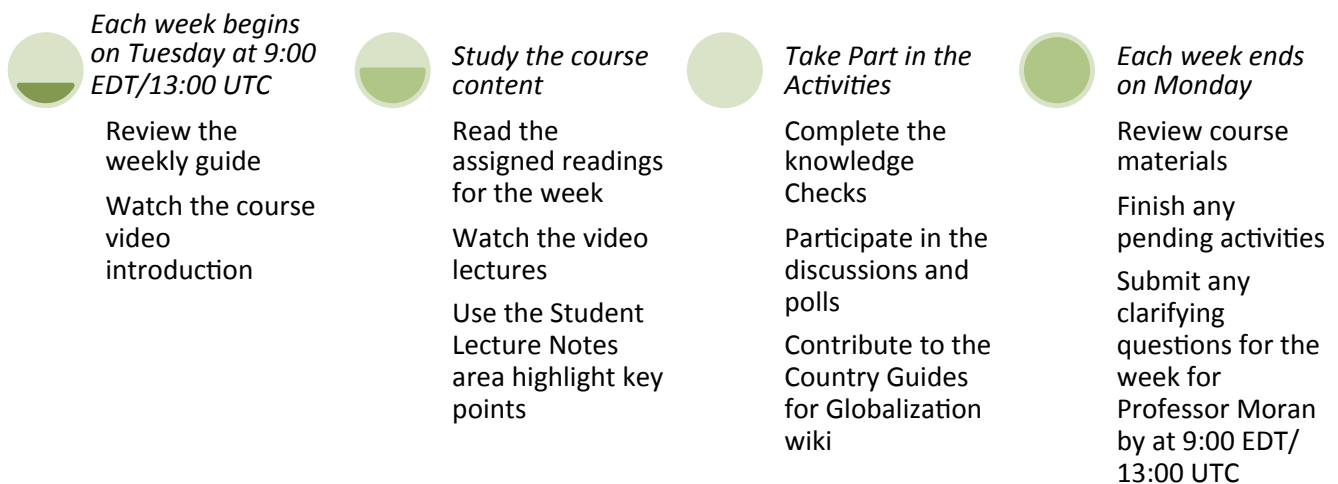 Each week begins
on Tuesday at 9:00
EDT/13:00 UTC
Review the
weekly guide
Watch the course
video
introduction
Study the course
content
Read the
assigned readings
for the week
Watch the video
lectures
Use the Student
Lecture Notes
area highlight key
points
Take Part in the
Activities
Complete the
knowledge
Checks
Participate in the
discussions and
polls
Contribute to the
Country Guides
for Globalization
wiki
Each week ends
on Monday
Review course
materials
Finish any
pending activities
Submit any
clarifying
questions for the
week for
Professor Moran
by at 9:00 EDT/
13:00 UTC